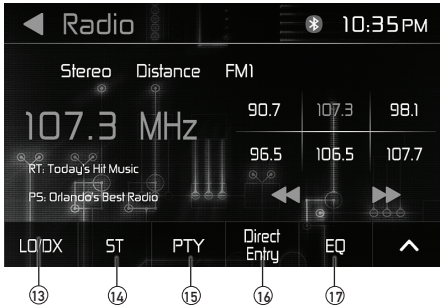 Radio 10:35 PM
Stereo Distance FM1
107.3 MHz
90.7 107.3 98.1
96.5 106.5 107.7
RT: Today's Hit Music
PS: Orlando's Best Radio
LO/DX ST PTY Direct Entry EQ
13 14 15 16 17